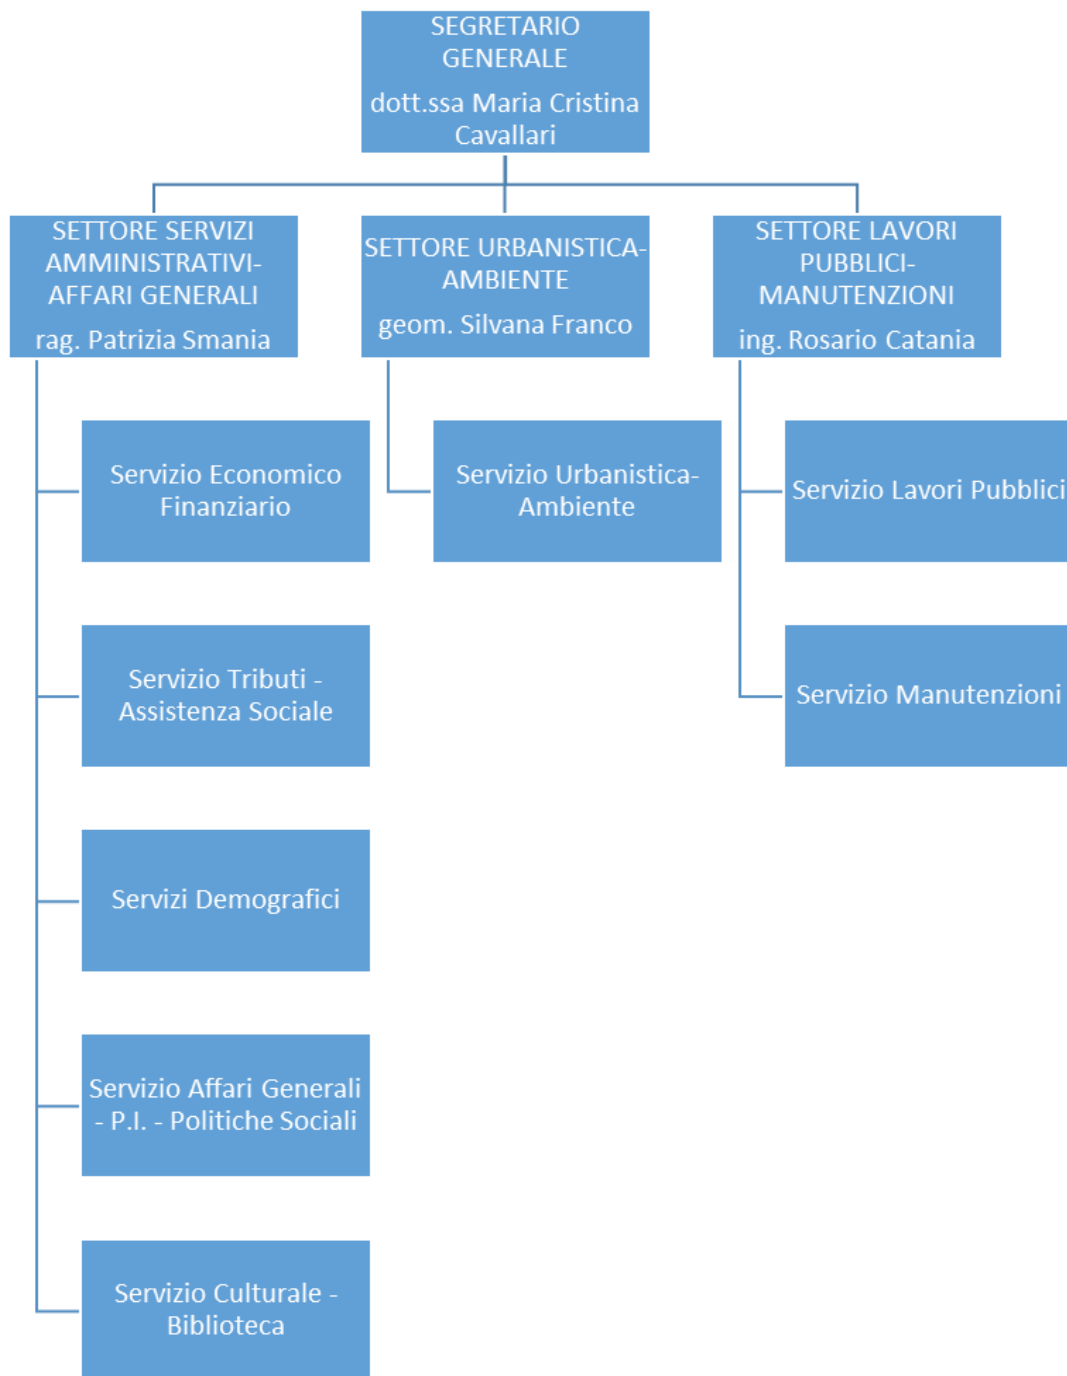 SEGRETARIO
GENERALE
dott.ssa Maria Cristina
Cavallari
SETTORE SERVIZI
AMMINISTRATIVI-
AFFARI GENERALI
rag. Patrizia Smania
SETTORE URBANISTICA-
AMBIENTE
geom. Silvana Franco
SETTORE LAVORI
PUBBLICI-
MANUTENZIONI
ing. Rosario Catania
Servizio Economico
Finanziario
Servizio Urbanistica-
Ambiente
Servizio Lavori Pubblici
Servizio Tributi -
Assistenza Sociale
Servizio Manutenzioni
Servizi Demografici
Servizio Affari Generali
- P.I. - Politiche Sociali
Servizio Culturale -
Biblioteca